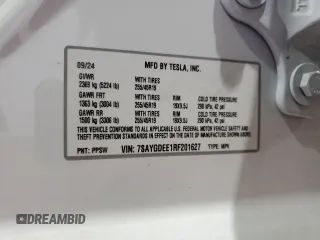 09/24 MFD BY TESLA, INC.
GVWR WITH TIRES
2369 kg (5224 lb) 255/45R19
GAWR FRT WITH TIRES RIM COLD TIRE PRESSURE
1363 kg (3004 lb) 255/45R19 19X9.5J 290 kPa, 42 psi
GAWR RR WITH TIRES RIM COLD TIRE PRESSURE
1500 kg (3306 lb) 255/45R19 19X9.5J 290 kPa, 42 psi
THIS VEHICLE CONFORMS TO ALL APPLICABLE U.S. FEDERAL MOTOR VEHICLE SAFETY AND
THEFT PREVENTION STANDARDS IN EFFECT ON THE DATE OF MANUFACTURE SHOWN ABOVE.
PNT: PPSW VIN: 7SAYGDEE1RF201627 TYPE: MPV
© DREAMBID